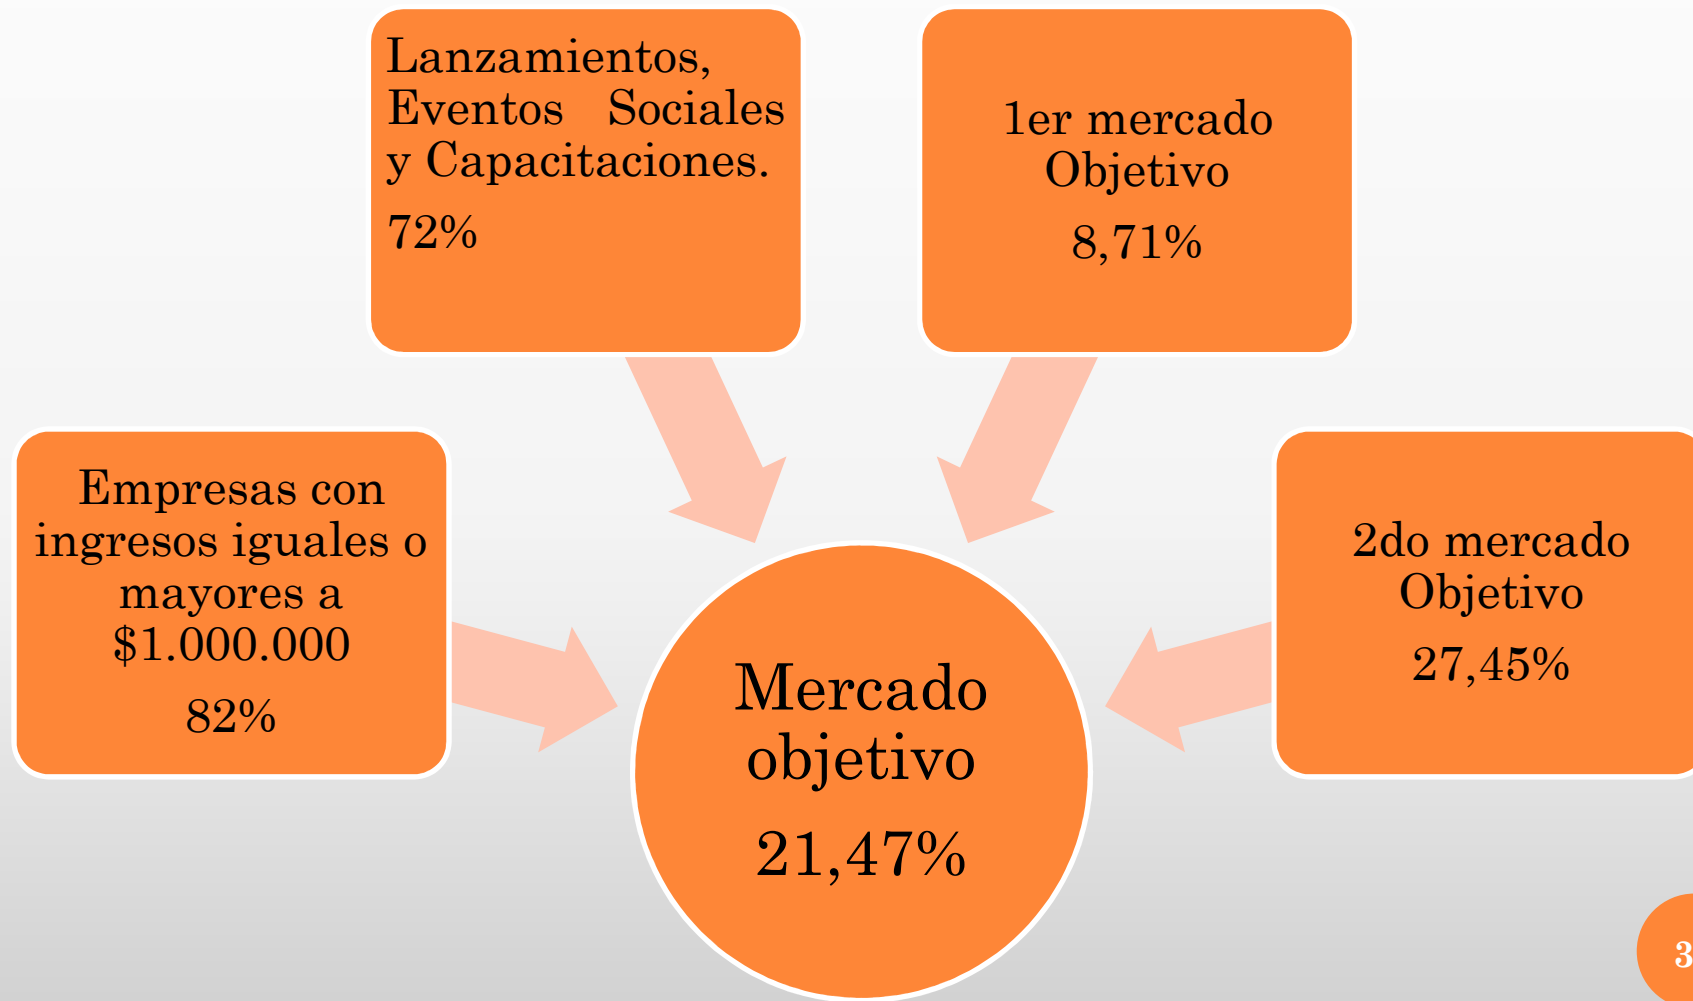 Lanzamientos,
Eventos Sociales
y Capacitaciones.
72%
1er mercado
Objetivo
8,71%
Empresas con
ingresos iguales o
mayores a
$1.000.000
82%
2do mercado
Objetivo
27,45%
Mercado
objetivo
21,47%
3